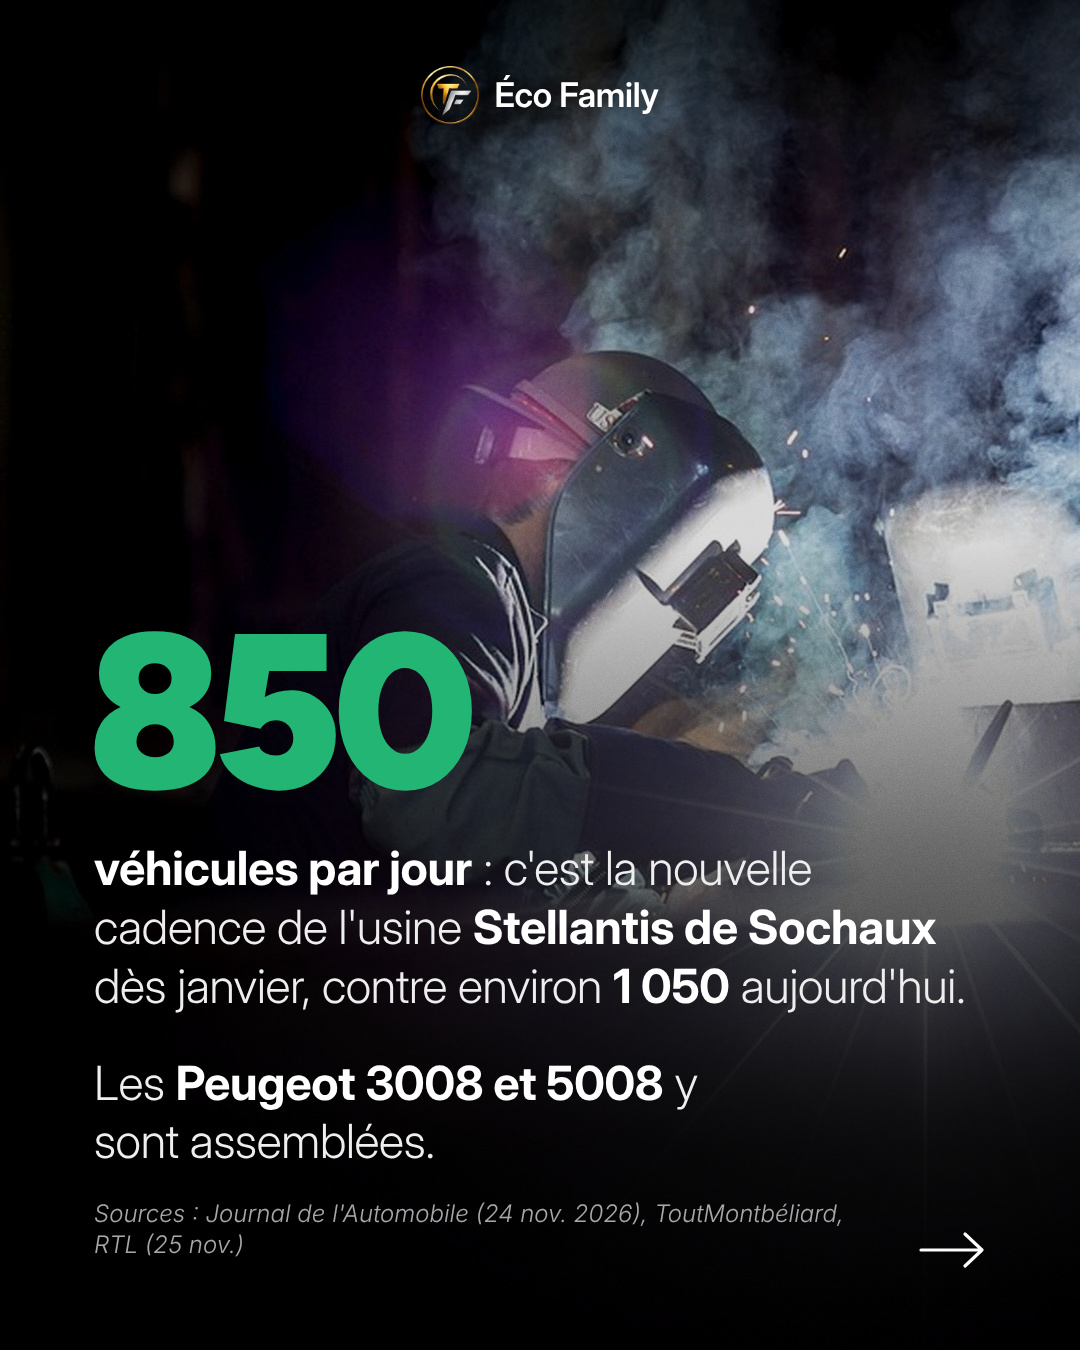 TF
Éco Family
850
véhicules par jour : c'est la nouvelle
cadence de l'usine Stellantis de Sochaux
dès janvier, contre environ 1 050 aujourd'hui.
Les Peugeot 3008 et 5008 y
sont assemblées.
Sources : Journal de l'Automobile (24 nov. 2026), ToutMontbéliard,
RTL (25 nov.)